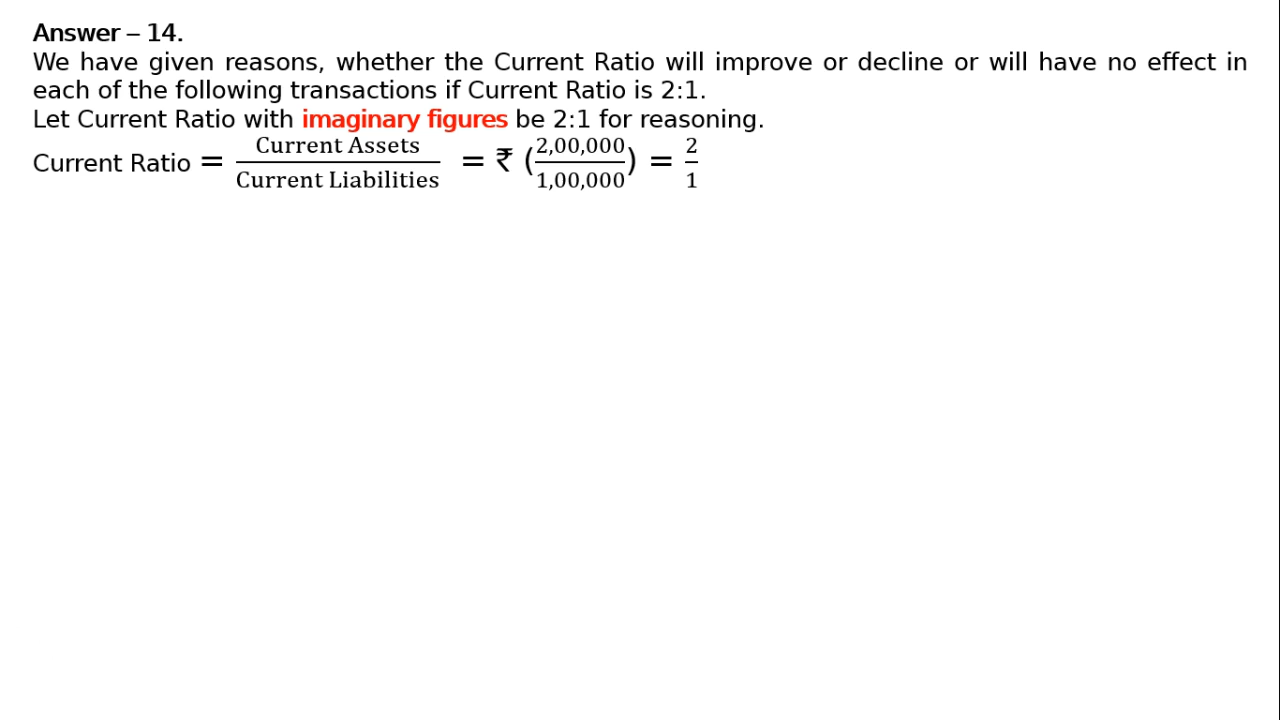 Answer – 14.
We have given reasons, whether the Current Ratio will improve or decline or will have no effect in
each of the following transactions if Current Ratio is 2:1.
Let Current Ratio with imaginary figures be 2:1 for reasoning.
Current Ratio = Current Assets / Current Liabilities = ₹ (2,00,000 / 1,00,000) = 2 / 1